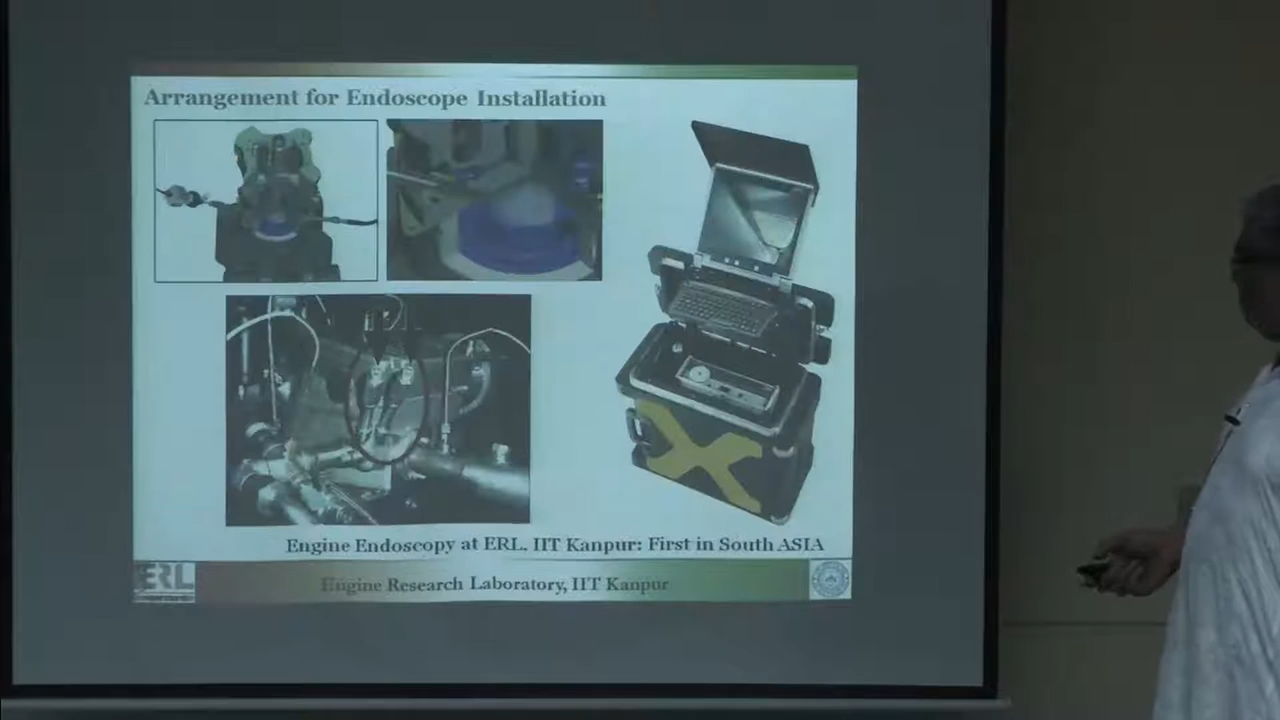 Arrangement for Endoscope Installation
Engine Endoscopy at ERL, IIT Kanpur: First in South ASIA
ERL
Engine Research Laboratory, IIT Kanpur